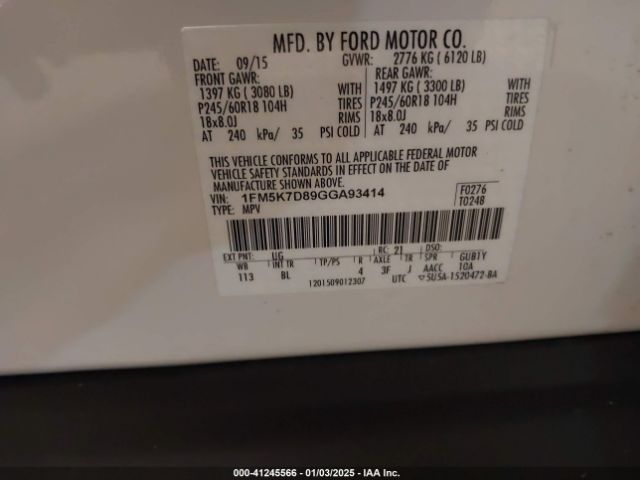 MFD. BY FORD MOTOR CO.
DATE: 09/15 GVWR: 2776 KG ( 6120 LB)
FRONT GAWR: REAR GAWR:
1397 KG ( 3080 LB) WITH 1497 KG ( 3300 LB) WITH
P245/60R18 104H TIRES P245/60R18 104H TIRES
18x8.0J RIMS 18x8.0J RIMS
AT 240 kPa/ 35 PSI COLD AT 240 kPa/ 35 PSI COLD
THIS VEHICLE CONFORMS TO ALL APPLICABLE FEDERAL MOTOR
VEHICLE SAFETY STANDARDS IN EFFECT ON THE DATE OF
MANUFACTURE SHOWN ABOVE.
VIN: 1FM5K7D89GGA93414 F0276
TYPE: MPV T0248
EXT PNT: UG RC: 21 DSO:
WB INT TR TP/PS R AXLE TR SPR GUB1Y
113 BL 4 3F J AACC 10A
1201509012307 UTC 5U5A-1520472-BA
000-41245566 - 01/03/2025 - IAA Inc.